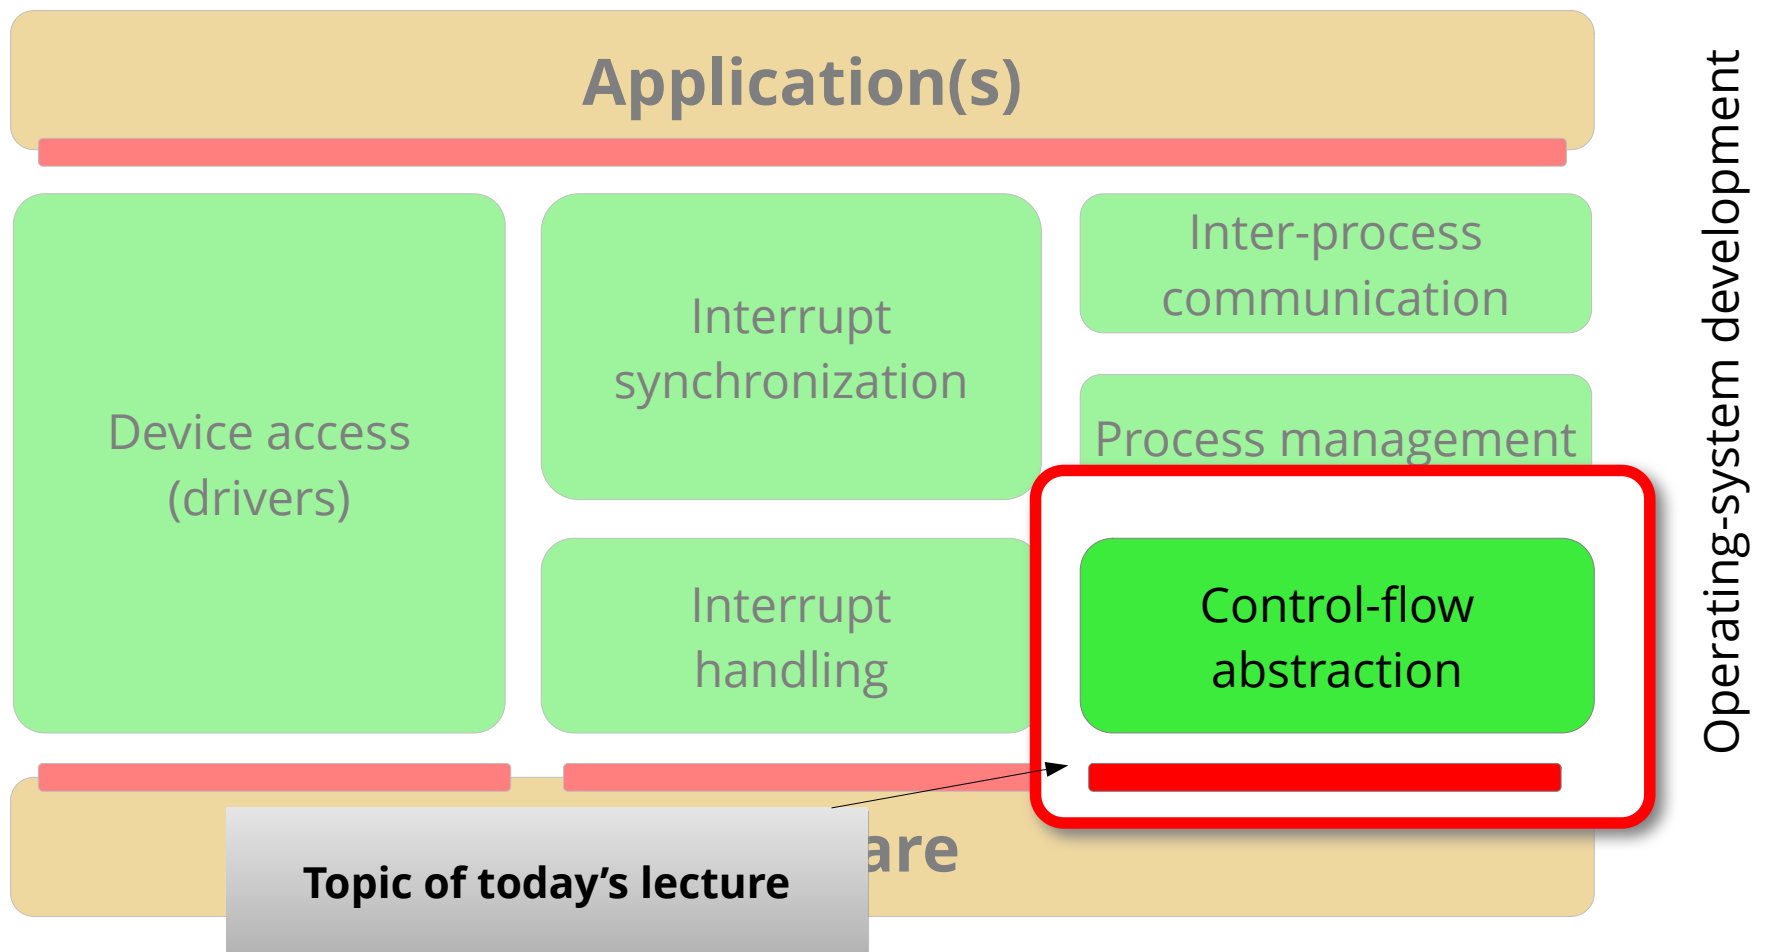 Application(s)
Device access
(drivers)
Interrupt
synchronization
Interrupt
handling
Inter-process
communication
Process management
Control-flow
abstraction
are
Topic of today’s lecture
Operating-system development